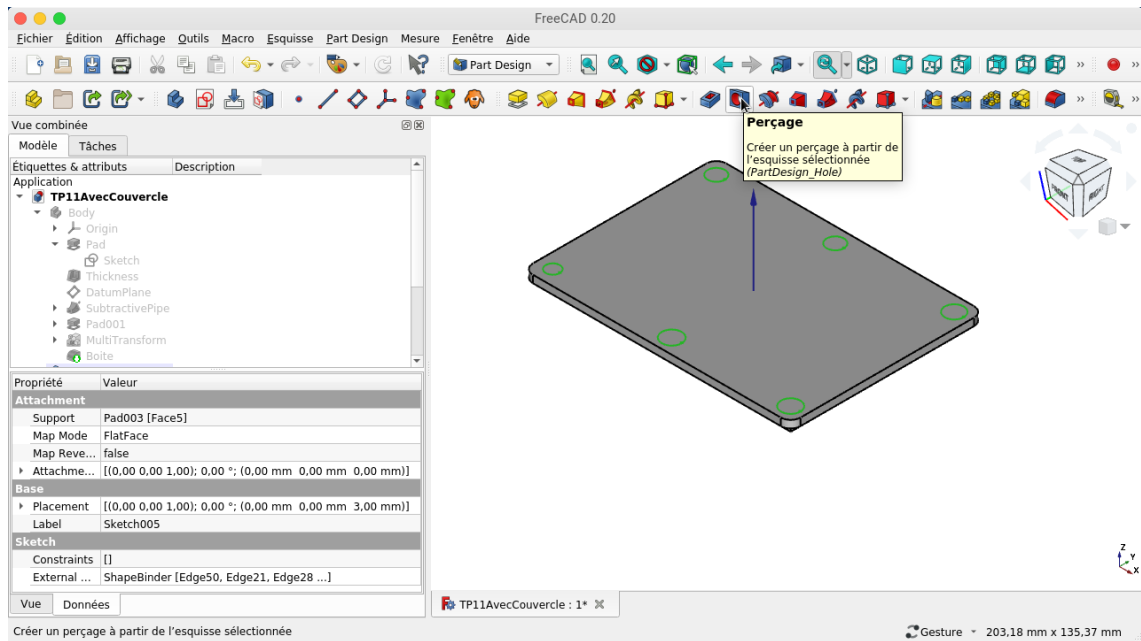 FreeCAD 0.20
Fichier Édition Affichage Outils Macro Esquisse Part Design Mesure Fenêtre Aide
Part Design
»
»
»
Vue combinée
Modèle Tâches
Étiquettes & attributs Description
Application
TP11AvecCouvercle
Body
Origin
Pad
Sketch
Thickness
DatumPlane
SubtractivePipe
Pad001
MultiTransform
Boite
Propriété Valeur
Attachment
Support Pad003 [Face5]
Map Mode FlatFace
Map Reve... false
Attachme... [(0,00 0,00 1,00); 0,00 °; (0,00 mm 0,00 mm 0,00 mm)]
Base
Placement [(0,00 0,00 1,00); 0,00 °; (0,00 mm 0,00 mm 3,00 mm)]
Label Sketch005
Sketch
Constraints []
External ... ShapeBinder [Edge50, Edge21, Edge28 ...]
Vue Données
Perçage
Créer un perçage à partir de
l’esquisse sélectionnée
(PartDesign_Hole)
TOP
FRONT
RIGHT
Z
Y
X
TP11AvecCouvercle : 1*
Créer un perçage à partir de l’esquisse sélectionnée
Gesture
203,18 mm x 135,37 mm